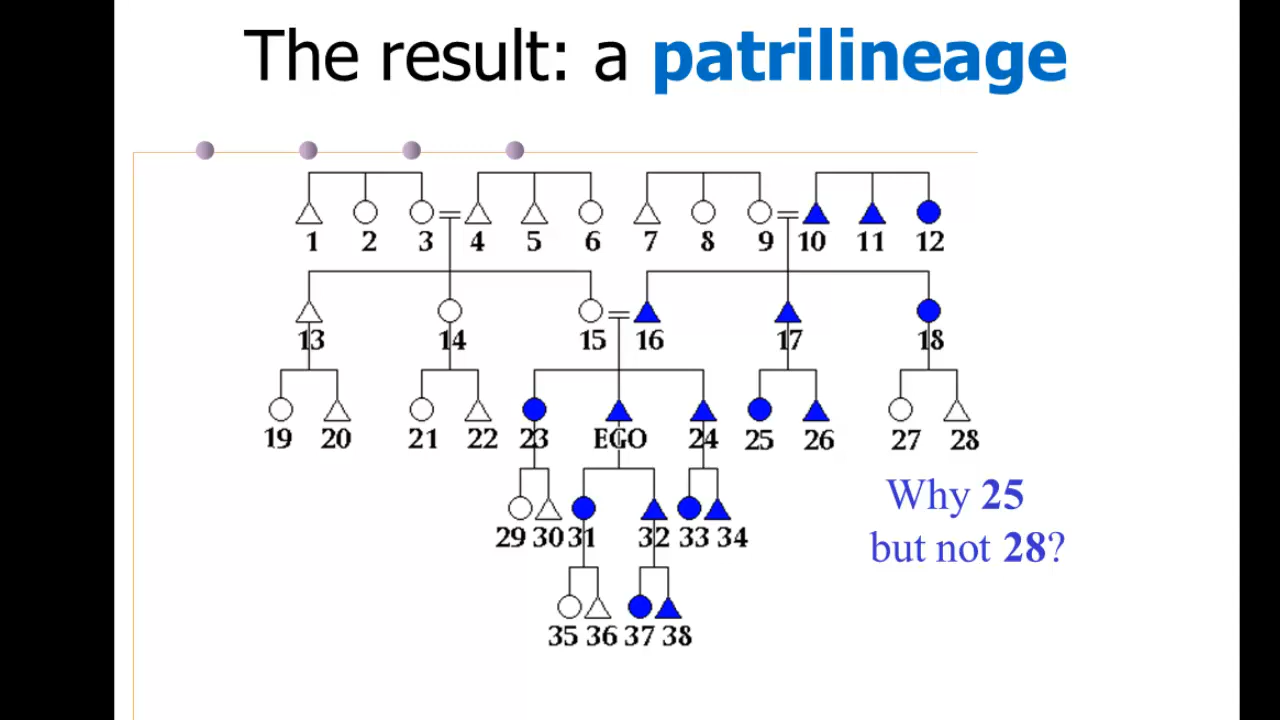 The result: a patrilineage
1 2 3 4 5 6 7 8 9 10 11 12
13 14 15 16 17 18
19 20 21 22 23 EGO 24 25 26 27 28
Why 25
but not 28?
29 30 31 32 33 34
35 36 37 38